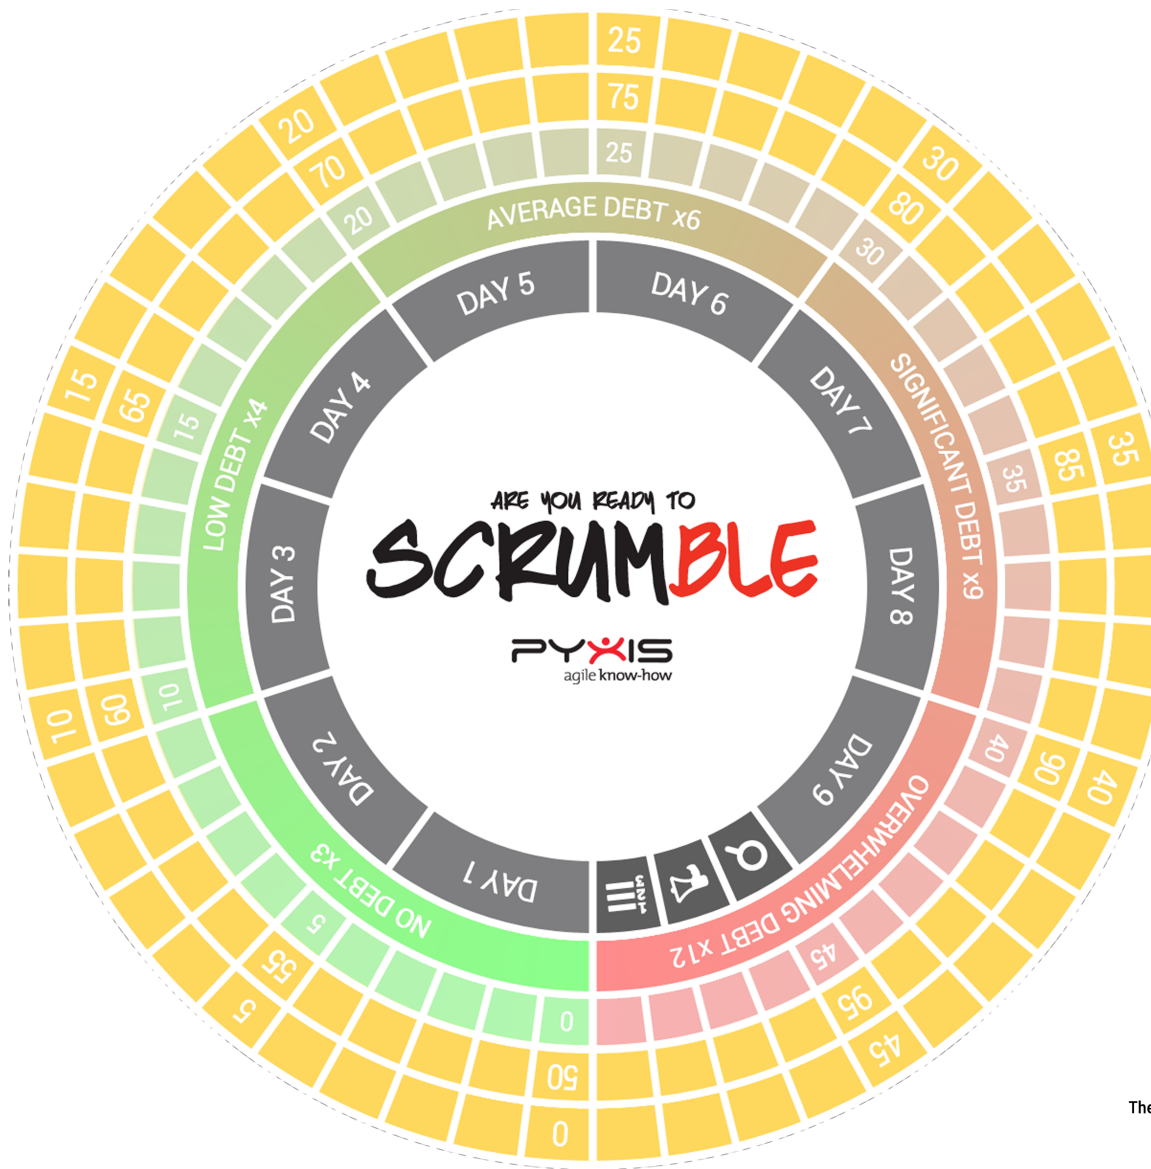 ARE YOU READY TO
SCRUMBLE
PYXIS
agile know-how
DAY 1
DAY 2
DAY 3
DAY 4
DAY 5
DAY 6
DAY 7
DAY 8
DAY 9
1 2 3
NO DEBT x3
LOW DEBT x4
AVERAGE DEBT x6
SIGNIFICANT DEBT x9
OVERWHELMING DEBT x12
0
5
10
15
20
25
30
35
40
45
50
55
60
65
70
75
80
85
90
95
0
5
10
15
20
25
30
35
40
45
The